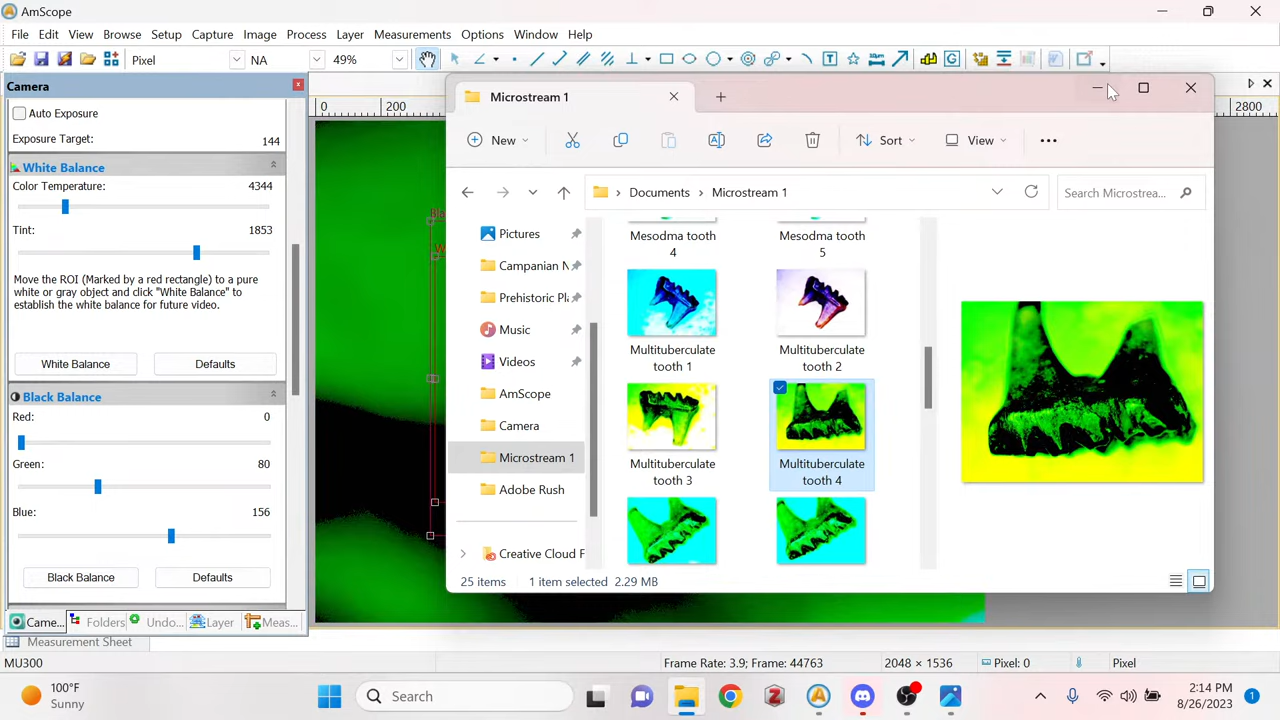 AmScope
File Edit View Browse Setup Capture Image Process Layer Measurements Options Window Help
Pixel NA 49%
Camera
Auto Exposure
Exposure Target: 144
White Balance
Color Temperature: 4344
Tint: 1853
Move the ROI (Marked by a red rectangle) to a pure
white or gray object and click "White Balance" to
establish the white balance for future video.
White Balance Defaults
Black Balance
Red: 0
Green: 80
Blue: 156
Black Balance Defaults
Came... Folders Undo... Layer Meas...
Measurement Sheet
0 200 2800
Microstream 1
New Sort View
Documents Microstream 1 Search Microstrea...
Pictures
Campanian N
Prehistoric Pl
Music
Videos
AmScope
Camera
Microstream 1
Adobe Rush
Creative Cloud F
Mesodma tooth
4
Mesodma tooth
5
Multituberculate
tooth 1
Multituberculate
tooth 2
Multituberculate
tooth 3
Multituberculate
tooth 4
25 items 1 item selected 2.29 MB
MU300 Frame Rate: 3.9; Frame: 44763 2048 × 1536 Pixel: 0 Pixel
100°F
Sunny
Search
2:14 PM
8/26/2023
1